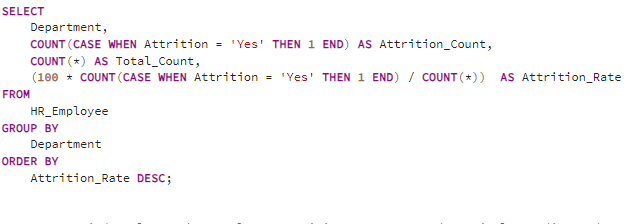 SELECT
    Department,
    COUNT(CASE WHEN Attrition = 'Yes' THEN 1 END) AS Attrition_Count,
    COUNT(*) AS Total_Count,
    (100 * COUNT(CASE WHEN Attrition = 'Yes' THEN 1 END) / COUNT(*))  AS Attrition_Rate
FROM
    HR_Employee
GROUP BY
    Department
ORDER BY
    Attrition_Rate DESC;